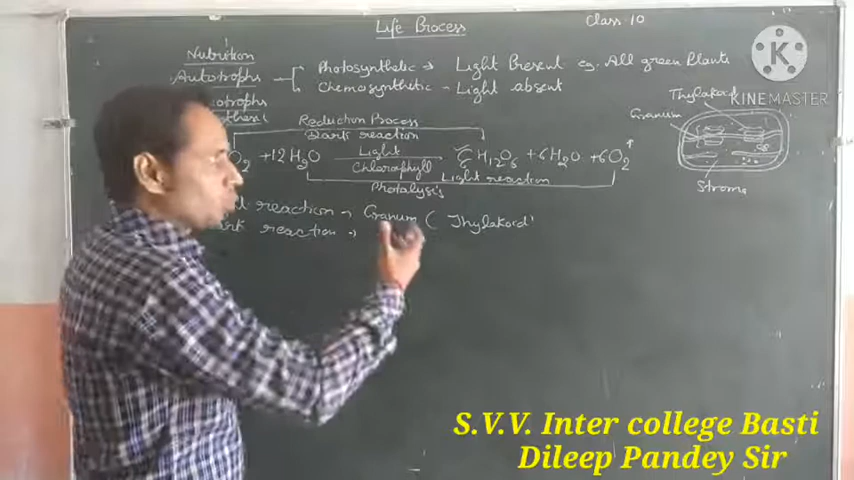 Life Process
Class 10
Nutrition
Autotrophs
Photosynthetic → Light Present eg. All green Plants
Chemosynthetic - Light absent
Reduction Process
Dark reaction
O2 + 12 H2O Light C6H12O6 + 6H2O + 6O2 ↑
Chlorophyll
Light reaction
Photolysis
reaction → Granum ( Thylakoid
reaction →
Thylakoid
Granum
Stroma
K
KINEMASTER
S.V.V. Inter college Basti
Dileep Pandey Sir